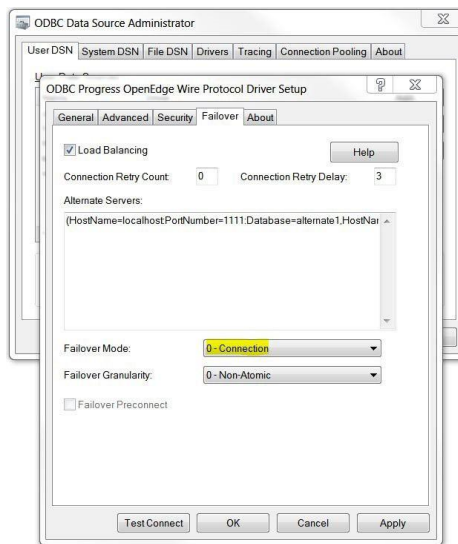 ODBC Data Source Administrator
User DSN System DSN File DSN Drivers Tracing Connection Pooling About
ODBC Progress OpenEdge Wire Protocol Driver Setup
General Advanced Security Failover About
Load Balancing
Help
Connection Retry Count: 0 Connection Retry Delay: 3
Alternate Servers:
(HostName=localhost:PortNumber=1111:Database=alternate1,HostNar
Failover Mode: 0 - Connection
Failover Granularity: 0 - Non-Atomic
Failover Preconnect
Test Connect OK Cancel Apply